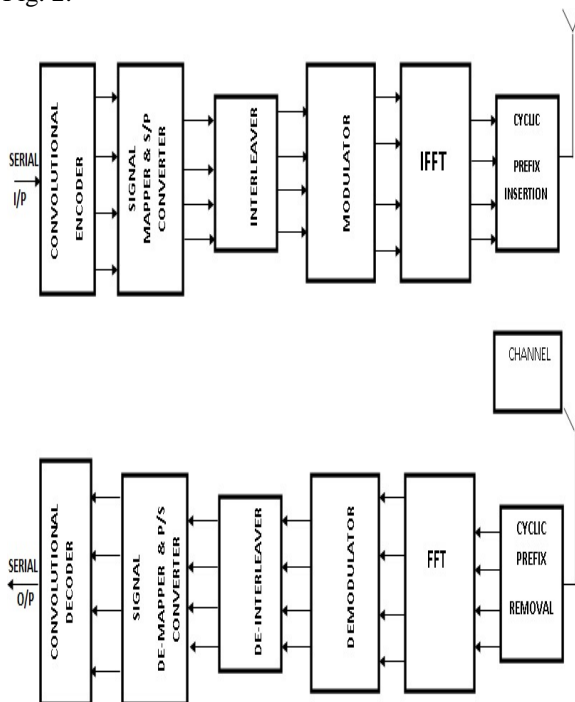 Fig. 2.
SERIAL
I/P
CONVOLUTIONAL
ENCODER
SIGNAL
MAPPER & S/P
CONVERTER
INTERLEAVER
MODULATOR
IFFT
CYCLIC
PREFIX
INSERTION
CHANNEL
SERIAL
O/P
CONVOLUTIONAL
DECODER
SIGNAL
DE-MAPPER & P/S
CONVERTER
DE-INTERLEAVER
DEMODULATOR
FFT
CYCLIC
PREFIX
REMOVAL